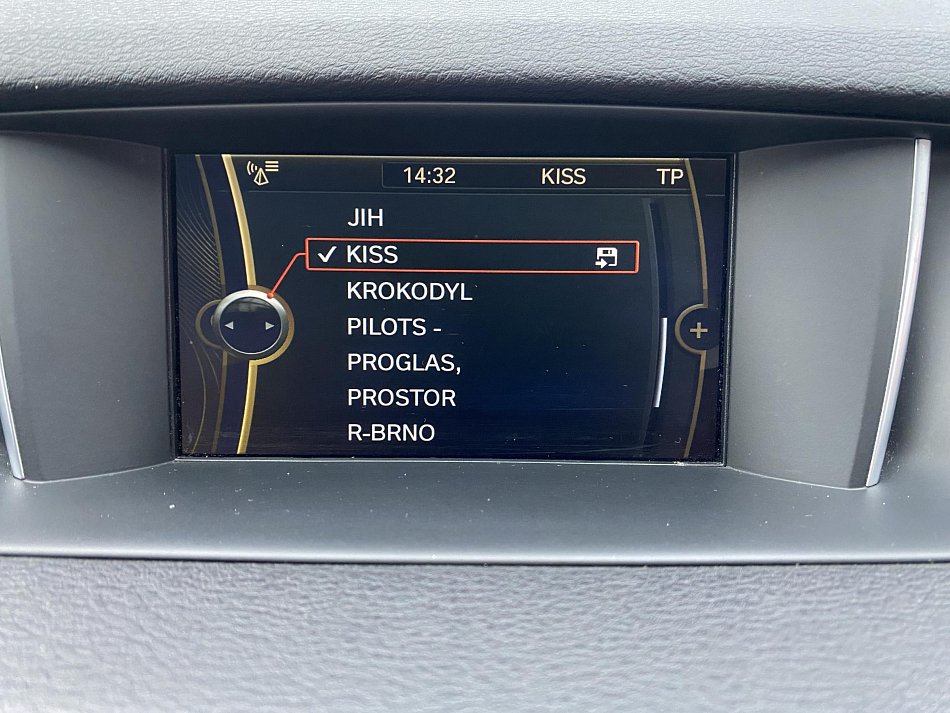 14:32 KISS TP
JIH
KISS
KROKODYL
PILOTS -
PROGLAS,
PROSTOR
R-BRNO